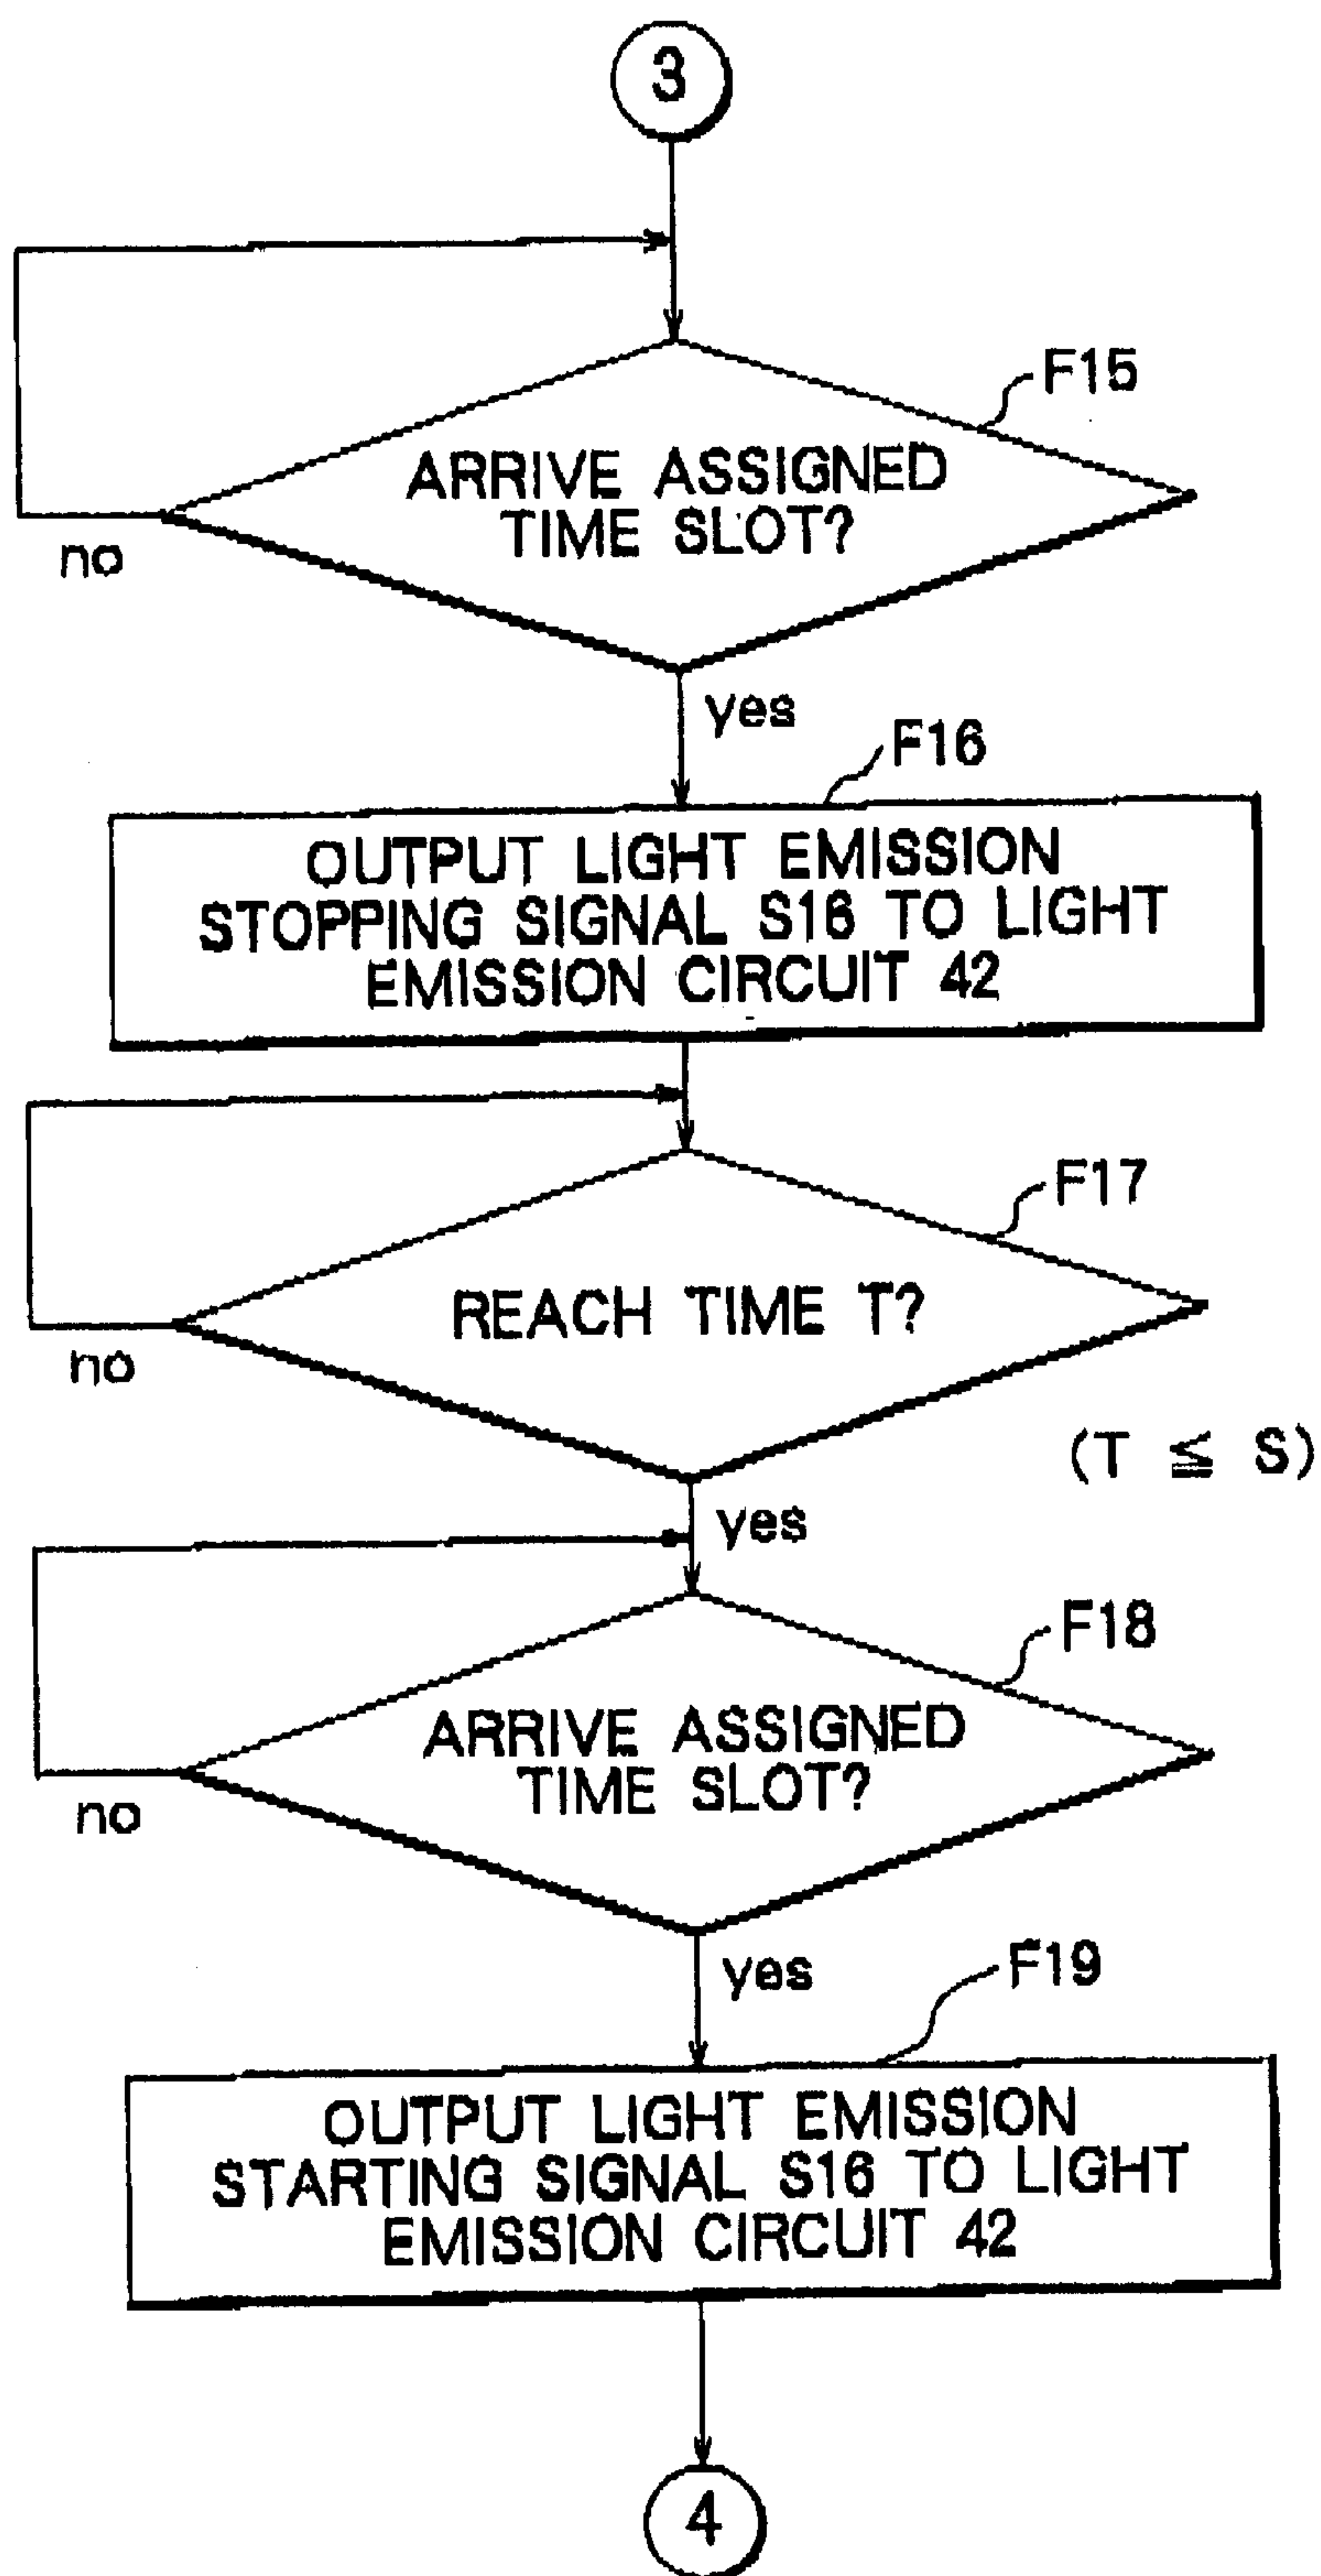 3
F15
ARRIVE ASSIGNED
TIME SLOT?
no
yes
F16
OUTPUT LIGHT EMISSION
STOPPING SIGNAL S16 TO LIGHT
EMISSION CIRCUIT 42
F17
REACH TIME T?
no
(T ≦ S)
yes
F18
ARRIVE ASSIGNED
TIME SLOT?
no
yes
F19
OUTPUT LIGHT EMISSION
STARTING SIGNAL S16 TO LIGHT
EMISSION CIRCUIT 42
4